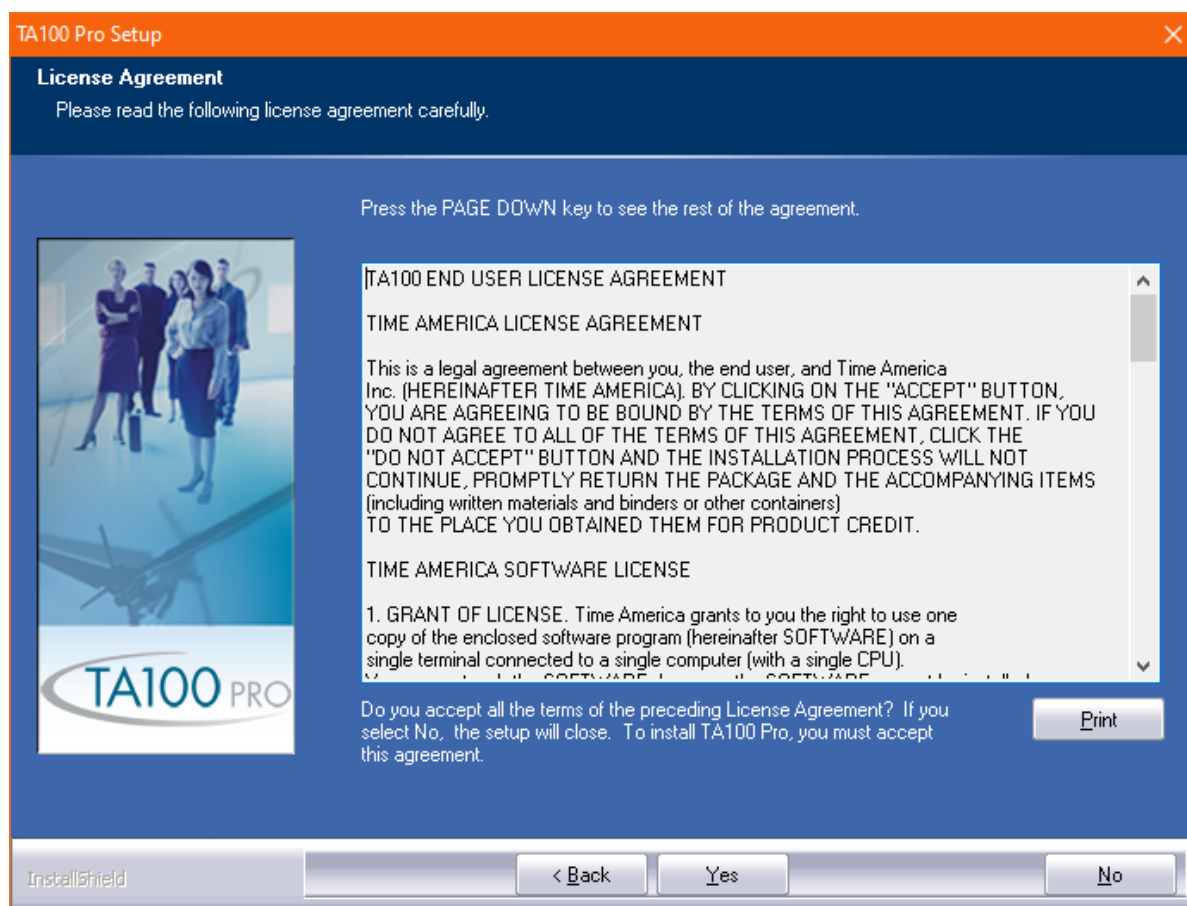 TA100 Pro Setup
License Agreement
Please read the following license agreement carefully.
Press the PAGE DOWN key to see the rest of the agreement.
TA100 END USER LICENSE AGREEMENT
TIME AMERICA LICENSE AGREEMENT
This is a legal agreement between you, the end user, and Time America
Inc. (HEREINAFTER TIME AMERICA). BY CLICKING ON THE "ACCEPT" BUTTON,
YOU ARE AGREEING TO BE BOUND BY THE TERMS OF THIS AGREEMENT. IF YOU
DO NOT AGREE TO ALL OF THE TERMS OF THIS AGREEMENT, CLICK THE
"DO NOT ACCEPT" BUTTON AND THE INSTALLATION PROCESS WILL NOT
CONTINUE, PROMPTLY RETURN THE PACKAGE AND THE ACCOMPANYING ITEMS
(including written materials and binders or other containers)
TO THE PLACE YOU OBTAINED THEM FOR PRODUCT CREDIT.
TIME AMERICA SOFTWARE LICENSE
1. GRANT OF LICENSE. Time America grants to you the right to use one
copy of the enclosed software program (hereinafter SOFTWARE) on a
single terminal connected to a single computer (with a single CPU).
TA100 PRO
Do you accept all the terms of the preceding License Agreement? If you
select No, the setup will close. To install TA100 Pro, you must accept
this agreement.
Print
InstallShield
< Back
Yes
No